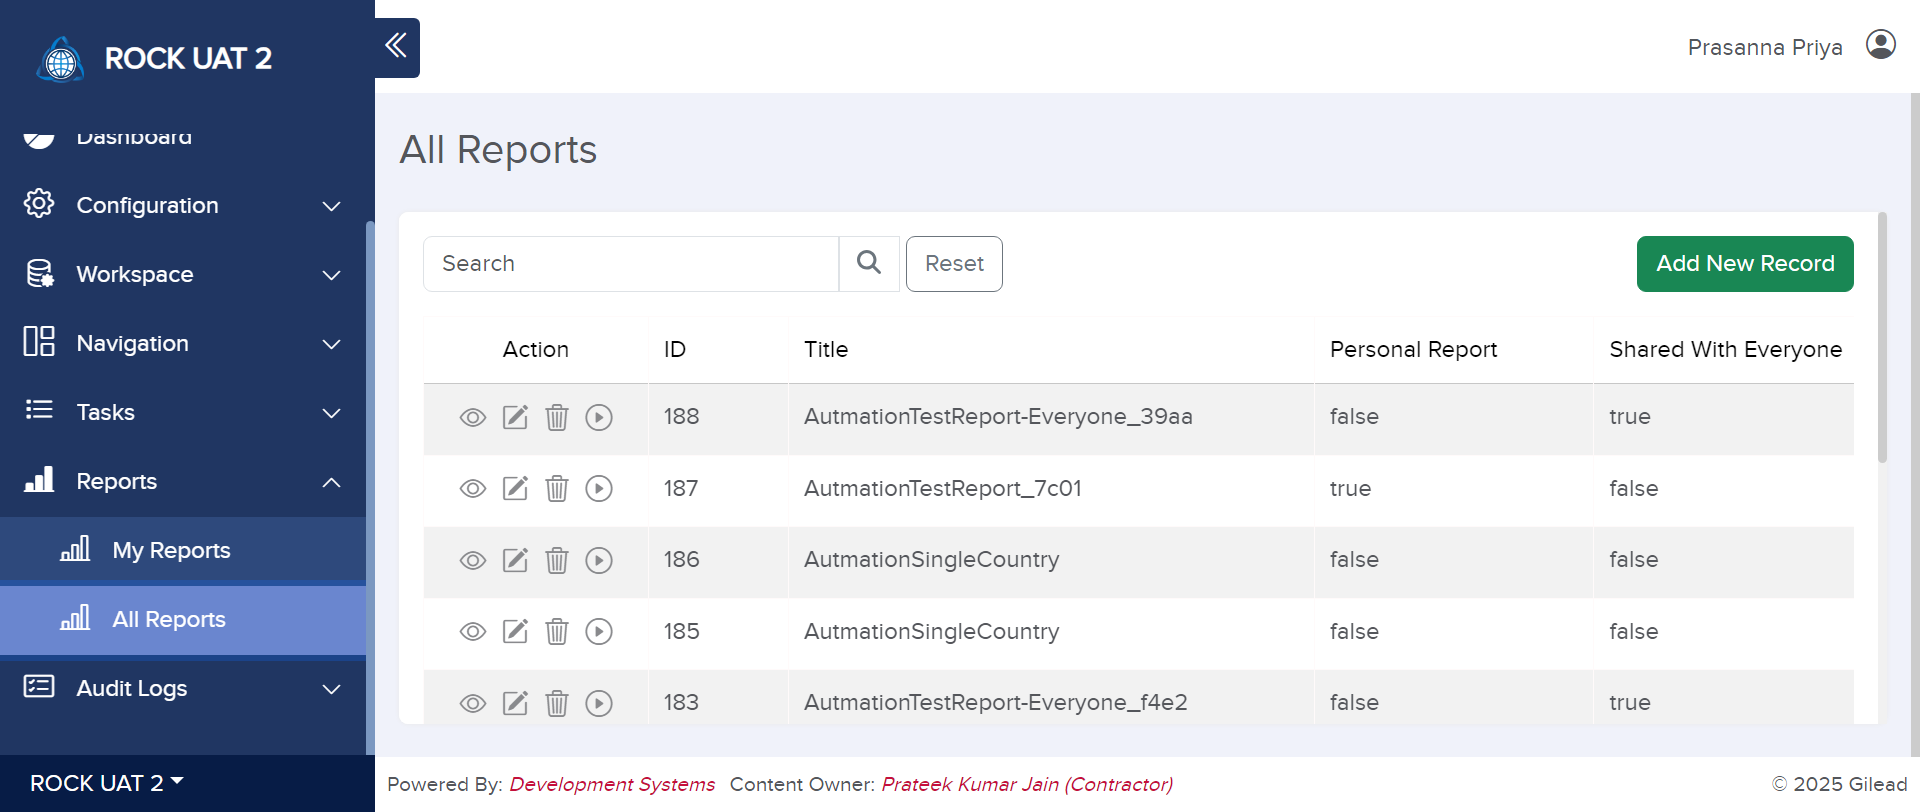 ROCK UAT 2
Prasanna Priya
Dashboard
Configuration
Workspace
Navigation
Tasks
Reports
My Reports
All Reports
Audit Logs
ROCK UAT 2
All Reports
Search
Reset
Add New Record
Action ID Title Personal Report Shared With Everyone
188 AutmationTestReport-Everyone_39aa false true
187 AutmationTestReport_7c01 true false
186 AutmationSingleCountry false false
185 AutmationSingleCountry false false
183 AutmationTestReport-Everyone_f4e2 false true
Powered By: Development Systems Content Owner: Prateek Kumar Jain (Contractor) © 2025 Gilead